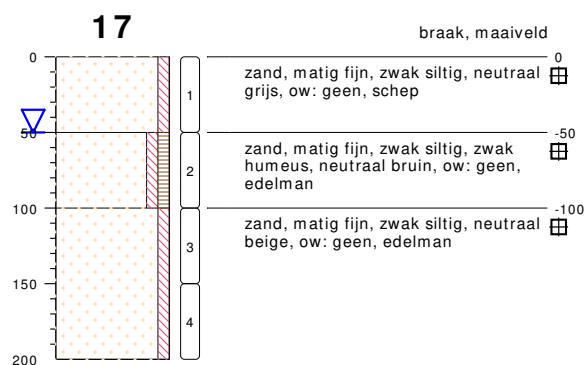 17
braak, maaiveld
0
0
zand, matig fijn, zwak siltig, neutraal
grijs, ow: geen, schep
1
50
-50
zand, matig fijn, zwak siltig, zwak
humeus, neutraal bruin, ow: geen,
edelman
2
100
-100
zand, matig fijn, zwak siltig, neutraal
beige, ow: geen, edelman
3
150
4
200